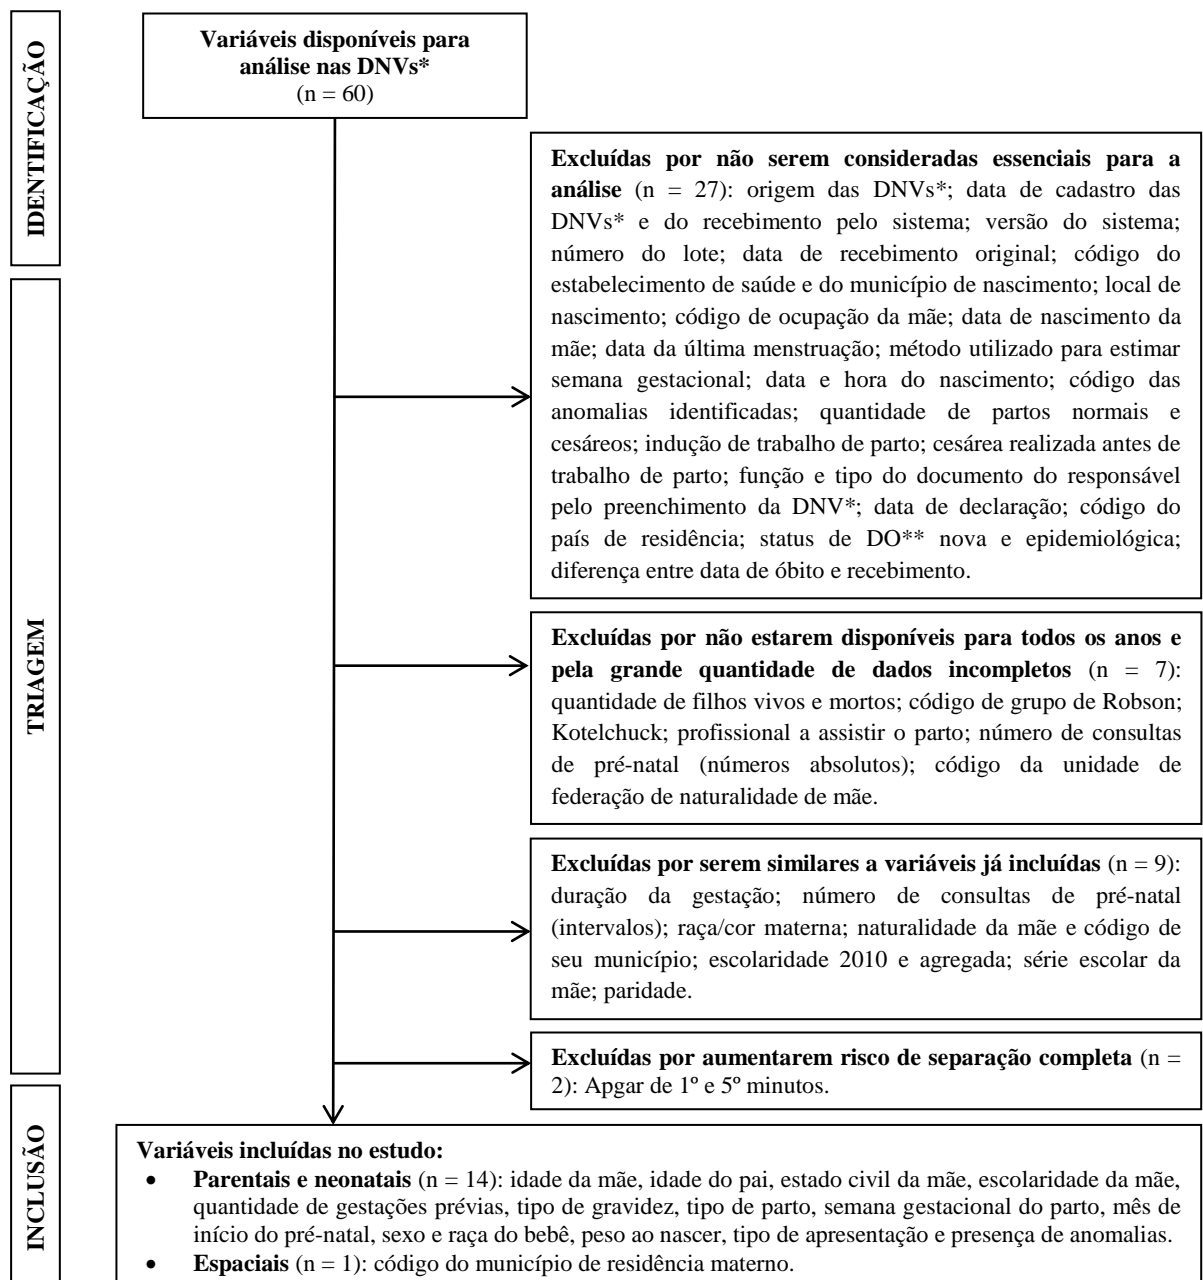 IDENTIFICAÇÃO
Variáveis disponíveis para
análise nas DNVs*
(n = 60)
TRIAGEM
Excluídas por não serem consideradas essenciais para a
análise (n = 27): origem das DNVs*; data de cadastro das
DNVs* e do recebimento pelo sistema; versão do sistema;
número do lote; data de recebimento original; código do
estabelecimento de saúde e do município de nascimento; local de
nascimento; código de ocupação da mãe; data de nascimento da
mãe; data da última menstruação; método utilizado para estimar
semana gestacional; data e hora do nascimento; código das
anomalias identificadas; quantidade de partos normais e
cesáreos; indução de trabalho de parto; cesárea realizada antes de
trabalho de parto; função e tipo do documento do responsável
pelo preenchimento da DNV*; data de declaração; código do
país de residência; status de DO** nova e epidemiológica;
diferença entre data de óbito e recebimento.
Excluídas por não estarem disponíveis para todos os anos e
pela grande quantidade de dados incompletos (n = 7):
quantidade de filhos vivos e mortos; código de grupo de Robson;
Kotelchuck; profissional a assistir o parto; número de consultas
de pré-natal (números absolutos); código da unidade de
federação de naturalidade de mãe.
Excluídas por serem similares a variáveis já incluídas (n = 9):
duração da gestação; número de consultas de pré-natal
(intervalos); raça/cor materna; naturalidade da mãe e código de
seu município; escolaridade 2010 e agregada; série escolar da
mãe; paridade.
Excluídas por aumentarem risco de separação completa (n =
2): Apgar de 1º e 5º minutos.
INCLUSÃO
Variáveis incluídas no estudo:
• Parentais e neonatais (n = 14): idade da mãe, idade do pai, estado civil da mãe, escolaridade da mãe,
quantidade de gestações prévias, tipo de gravidez, tipo de parto, semana gestacional do parto, mês de
início do pré-natal, sexo e raça do bebê, peso ao nascer, tipo de apresentação e presença de anomalias.
• Espaciais (n = 1): código do município de residência materno.